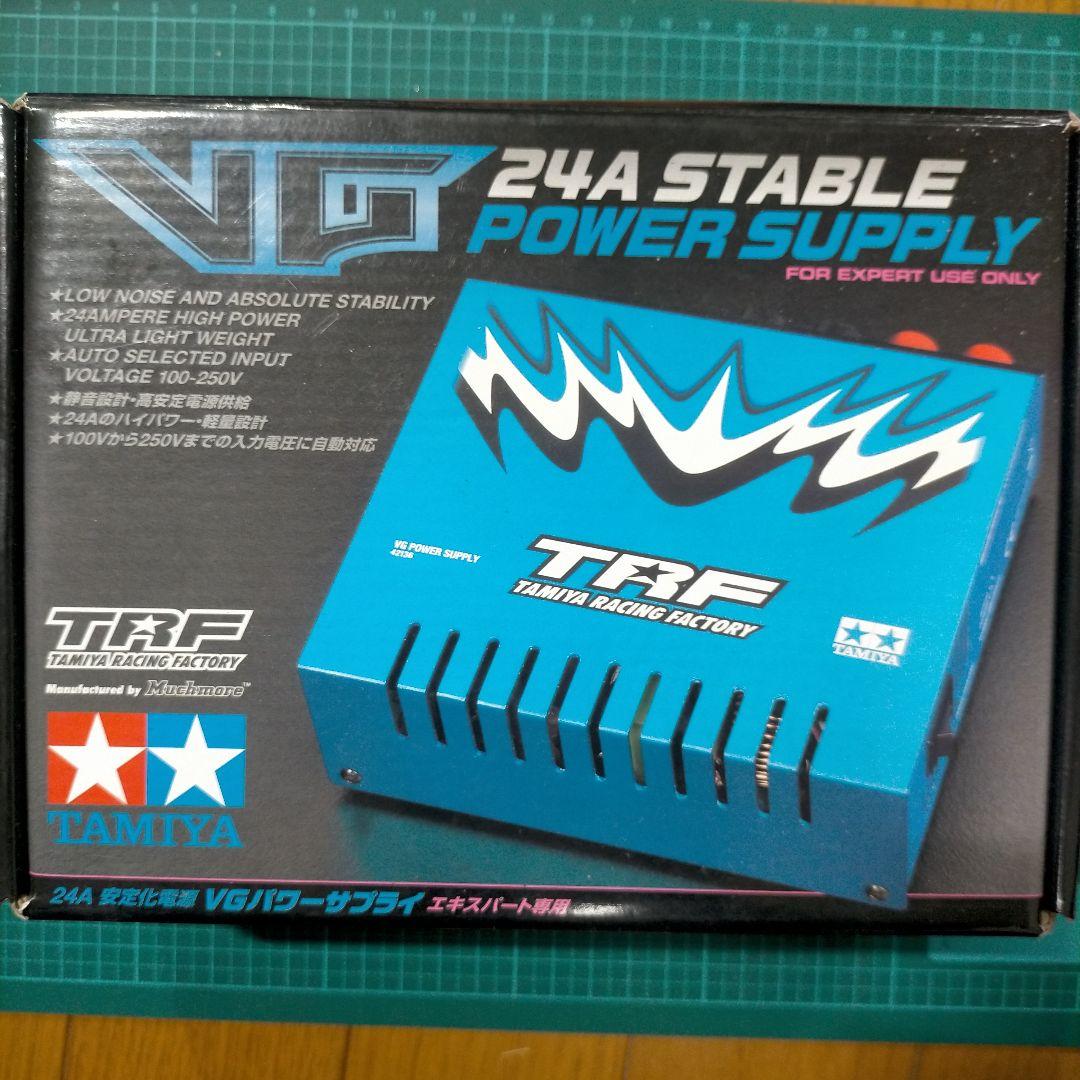 VG
24A STABLE
POWER SUPPLY
FOR EXPERT USE ONLY
★LOW NOISE AND ABSOLUTE STABILITY
★24AMPERE HIGH POWER
ULTRA LIGHT WEIGHT
★AUTO SELECTED INPUT
VOLTAGE 100-250V
★静音設計・高安定電源供給
★24Aのハイパワー・軽量設計
★100Vから250Vまでの入力電圧に自動対応
VG POWER SUPPLY
42136
TRF
TAMIYA RACING FACTORY
TAMIYA
TRF
TAMIYA RACING FACTORY
Manufactured by Muchmore™
TAMIYA
24A 安定化電源 VGパワーサプライ エキスパート専用